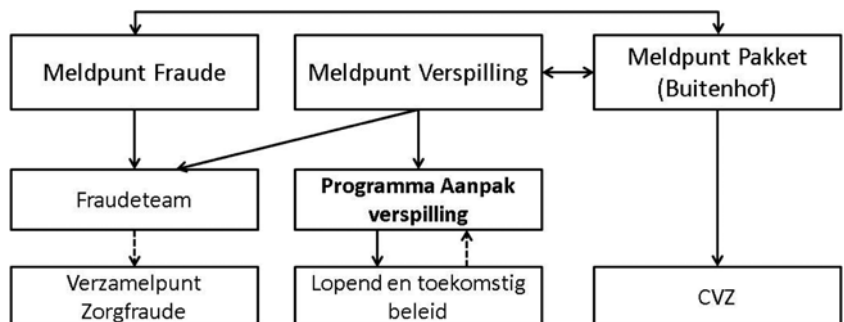 Meldpunt Fraude
Meldpunt Verspilling
Meldpunt Pakket
(Buitenhof)
Fraudeteam
Programma Aanpak
verspilling
Verzamelpunt
Zorgfraude
Lopend en toekomstig
beleid
CVZ